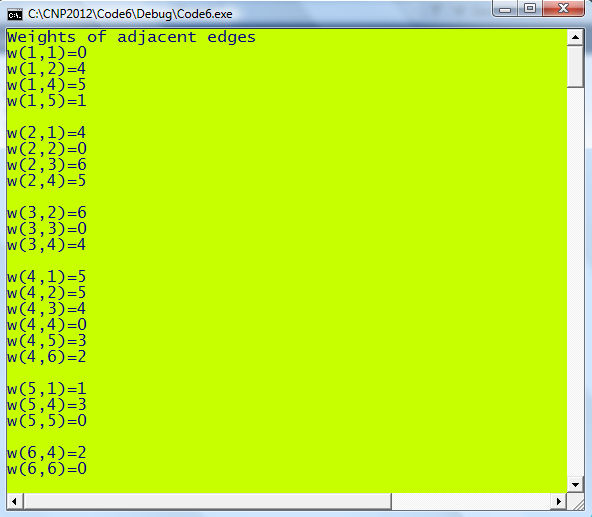 C:\CNP2012\Code6\Debug\Code6.exe
Weights of adjacent edges
w(1,1)=0
w(1,2)=4
w(1,4)=5
w(1,5)=1
w(2,1)=4
w(2,2)=0
w(2,3)=6
w(2,4)=5
w(3,2)=6
w(3,3)=0
w(3,4)=4
w(4,1)=5
w(4,2)=5
w(4,3)=4
w(4,4)=0
w(4,5)=3
w(4,6)=2
w(5,1)=1
w(5,4)=3
w(5,5)=0
w(6,4)=2
w(6,6)=0